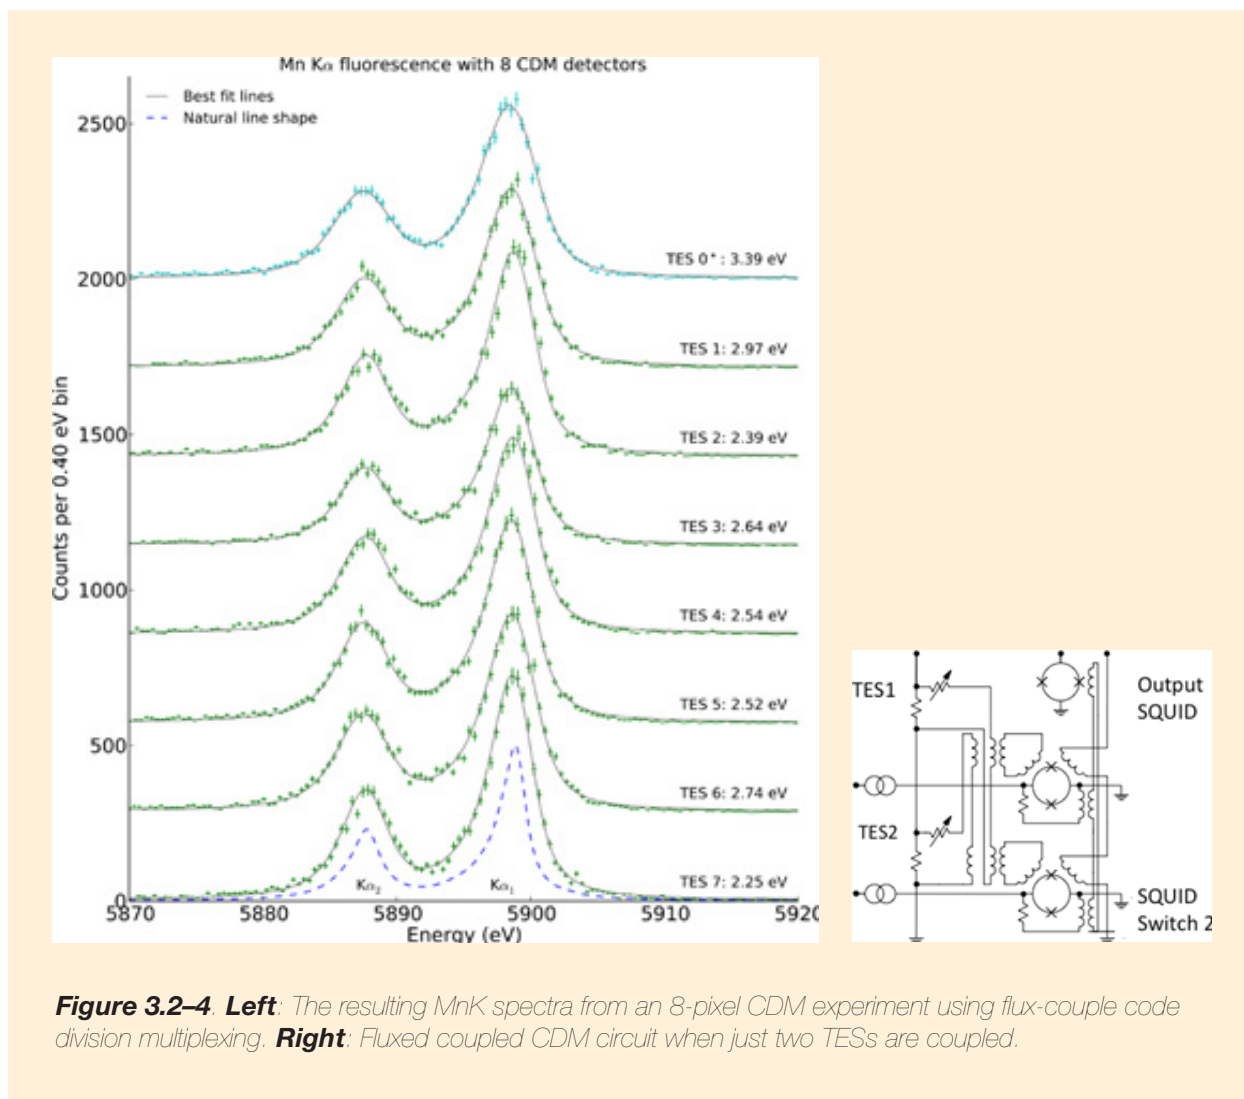 Mn Kα fluorescence with 8 CDM detectors
Best fit lines
Natural line shape
2500
2000
1500
1000
500
0
Counts per 0.40 eV bin
TES 0*: 3.39 eV
TES 1: 2.97 eV
TES 2: 2.39 eV
TES 3: 2.64 eV
TES 4: 2.54 eV
TES 5: 2.52 eV
TES 6: 2.74 eV
TES 7: 2.25 eV
Kα₂
Kα₁
5870 5880 5890 5900 5910 5920
Energy (eV)
TES1
Output
SQUID
TES2
SQUID
Switch 2
Figure 3.2–4. Left: The resulting MnK spectra from an 8-pixel CDM experiment using flux-couple code
division multiplexing. Right: Fluxed coupled CDM circuit when just two TESs are coupled.